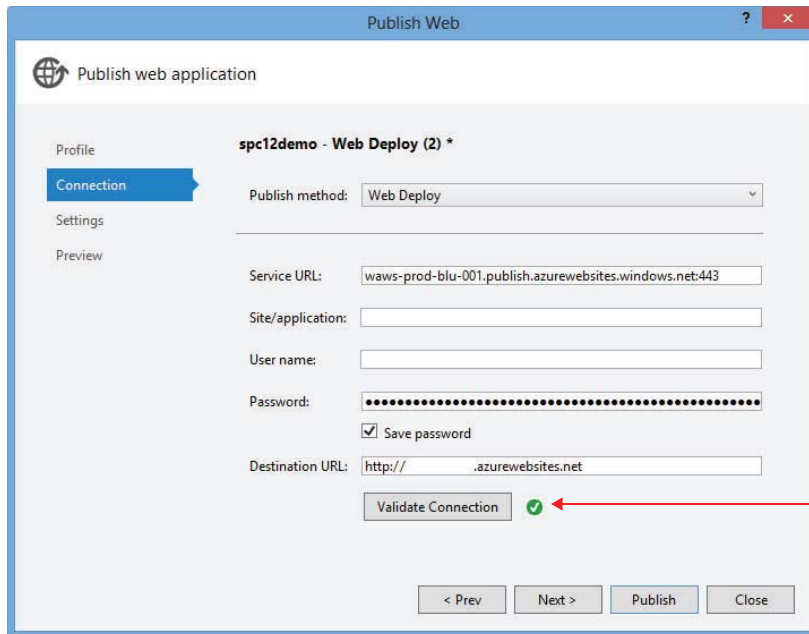 Publish Web
?
Publish web application
Profile
Connection
Settings
Preview
spc12demo - Web Deploy (2) *
Publish method: Web Deploy
Service URL: waws-prod-blu-001.publish.azurewebsites.windows.net:443
Site/application:
User name:
Password: ••••••••••••••••••••••••••••••••••••••••••••••••••
Save password
Destination URL: http:// .azurewebsites.net
Validate Connection
< Prev Next > Publish Close